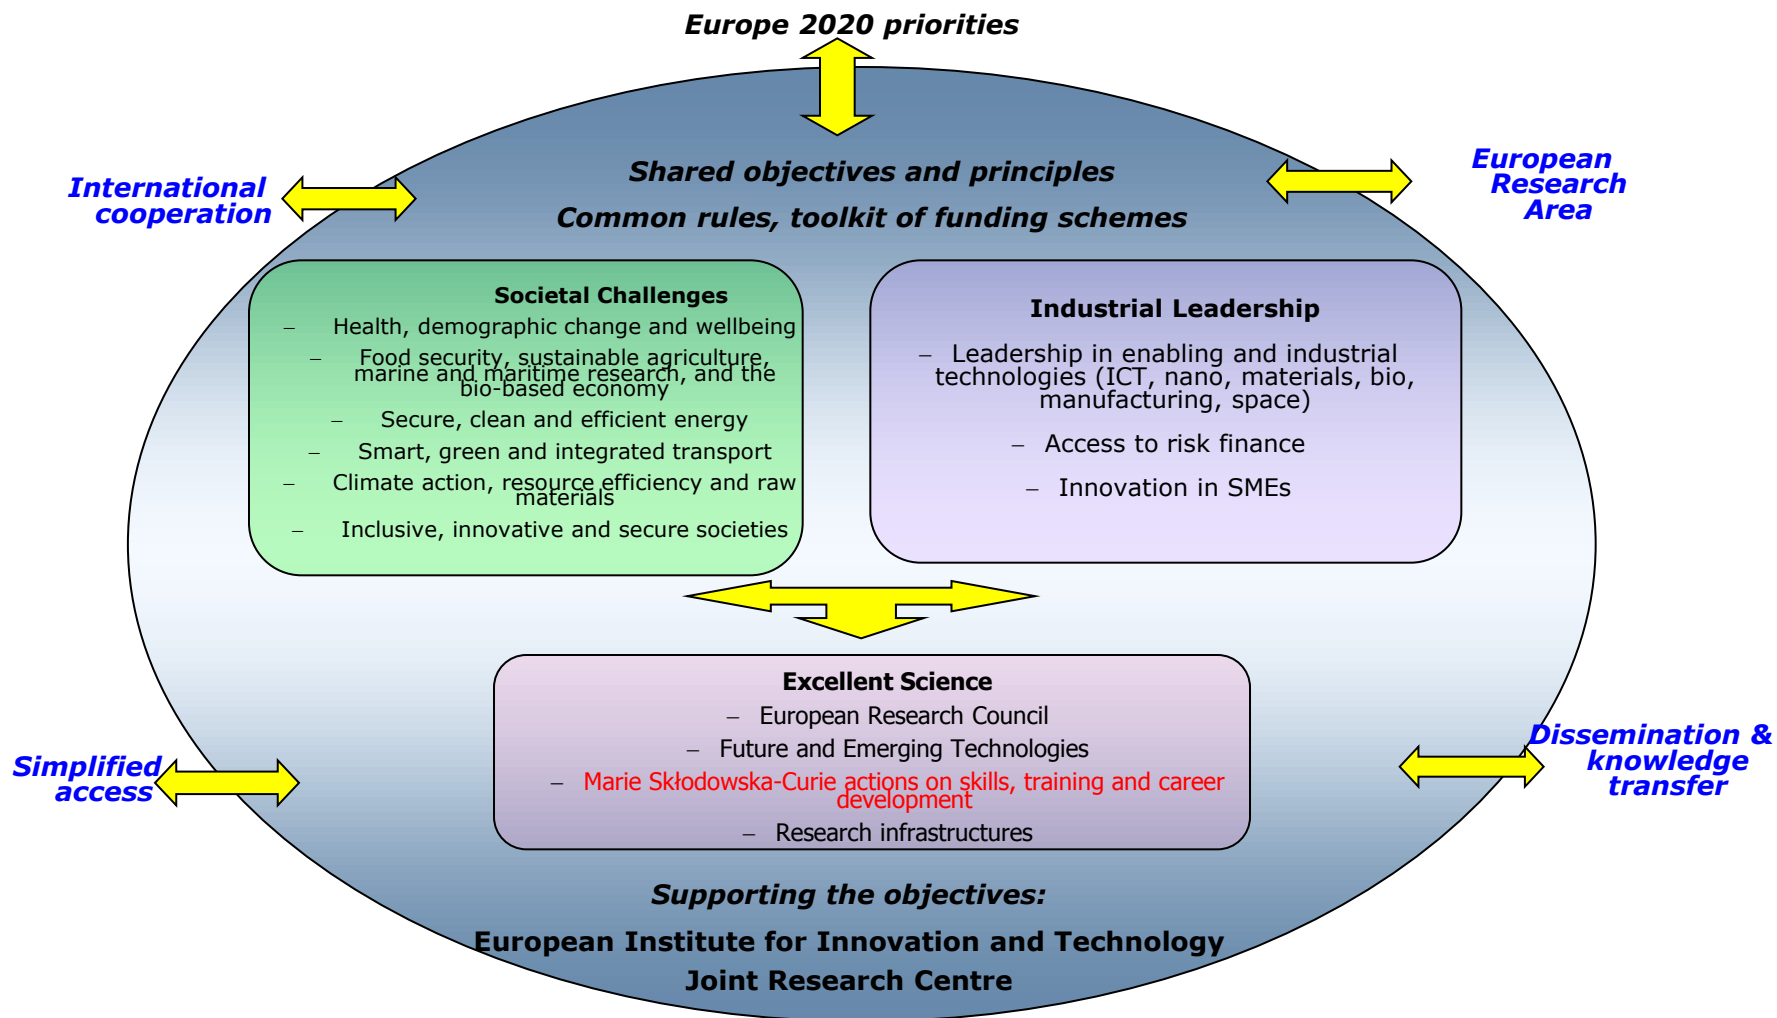 Europe 2020 priorities
International
cooperation
European
Research
Area
Shared objectives and principles
Common rules, toolkit of funding schemes
Societal Challenges
– Health, demographic change and wellbeing
– Food security, sustainable agriculture,
marine and maritime research, and the
bio-based economy
– Secure, clean and efficient energy
– Smart, green and integrated transport
– Climate action, resource efficiency and raw
materials
– Inclusive, innovative and secure societies
Industrial Leadership
– Leadership in enabling and industrial
technologies (ICT, nano, materials, bio,
manufacturing, space)
– Access to risk finance
– Innovation in SMEs
Excellent Science
– European Research Council
– Future and Emerging Technologies
– Marie Skłodowska-Curie actions on skills, training and career
development
– Research infrastructures
Simplified
access
Dissemination &
knowledge
transfer
Supporting the objectives:
European Institute for Innovation and Technology
Joint Research Centre